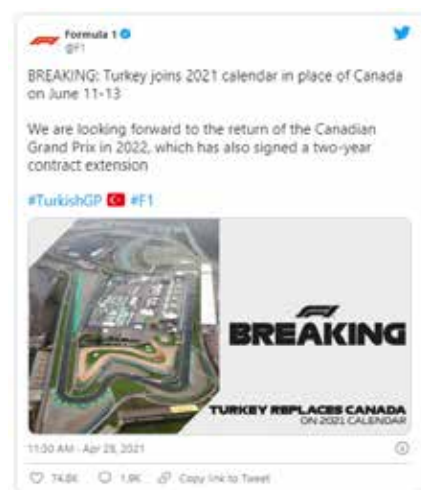 Formula 1
@F1
BREAKING: Turkey joins 2021 calendar in place of Canada
on June 11-13
We are looking forward to the return of the Canadian
Grand Prix in 2022, which has also signed a two-year
contract extension
#TurkishGP 🇹🇷 #F1
BREAKING
TURKEY REPLACES CANADA
ON 2021 CALENDAR
11:30 AM · Apr 28, 2021
74.8K 1.9K Copy link to Tweet